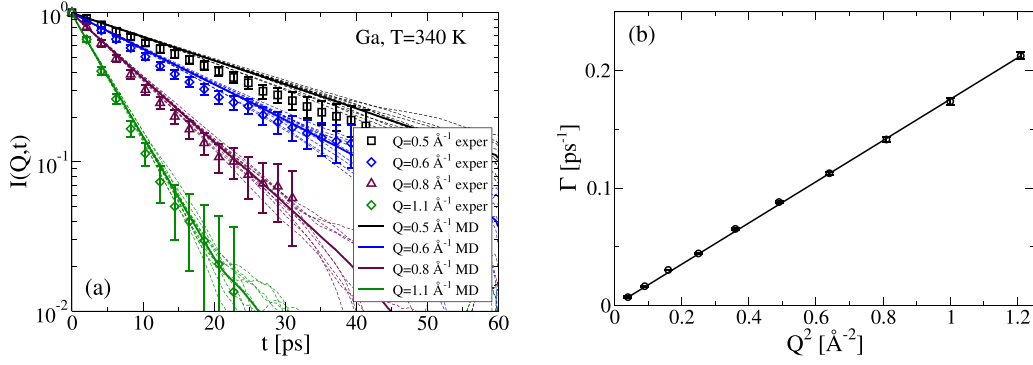 10⁰
10⁻¹
10⁻²
I(Q,t)
Ga, T=340 K
Q=0.5 Å⁻¹ exper
Q=0.6 Å⁻¹ exper
Q=0.8 Å⁻¹ exper
Q=1.1 Å⁻¹ exper
Q=0.5 Å⁻¹ MD
Q=0.6 Å⁻¹ MD
Q=0.8 Å⁻¹ MD
Q=1.1 Å⁻¹ MD
(a)
0 10 20 30 40 50 60
t [ps]
(b)
0.2
0.1
0
Γ [ps⁻¹]
0 0.2 0.4 0.6 0.8 1 1.2
Q² [Å⁻²]